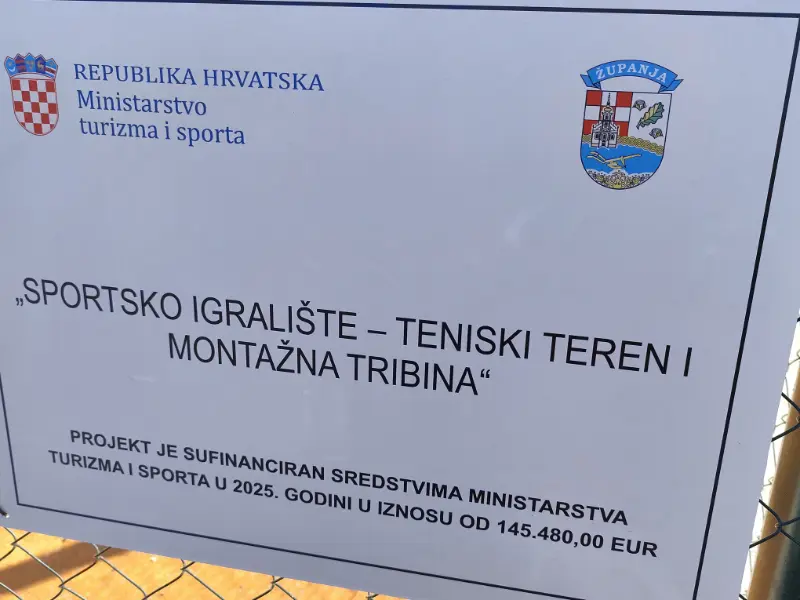 REPUBLIKA HRVATSKA
Ministarstvo
turizma i sporta
ŽUPANJA
„SPORTSKO IGRALIŠTE – TENISKI TEREN I
MONTAŽNA TRIBINA“
PROJEKT JE SUFINANCIRAN SREDSTVIMA MINISTARSTVA
TURIZMA I SPORTA U 2025. GODINI U IZNOSU OD 145.480,00 EUR